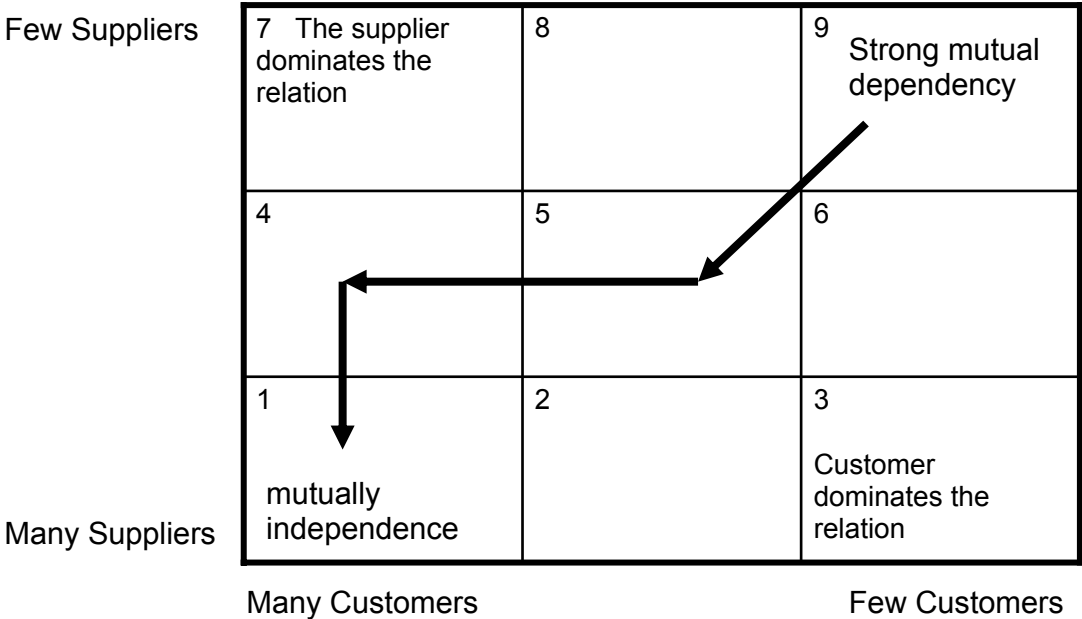 Few Suppliers
7 The supplier
dominates the
relation
8
9
Strong mutual
dependency
4
5
6
1
mutually
independence
2
3
Customer
dominates the
relation
Many Suppliers
Many Customers
Few Customers